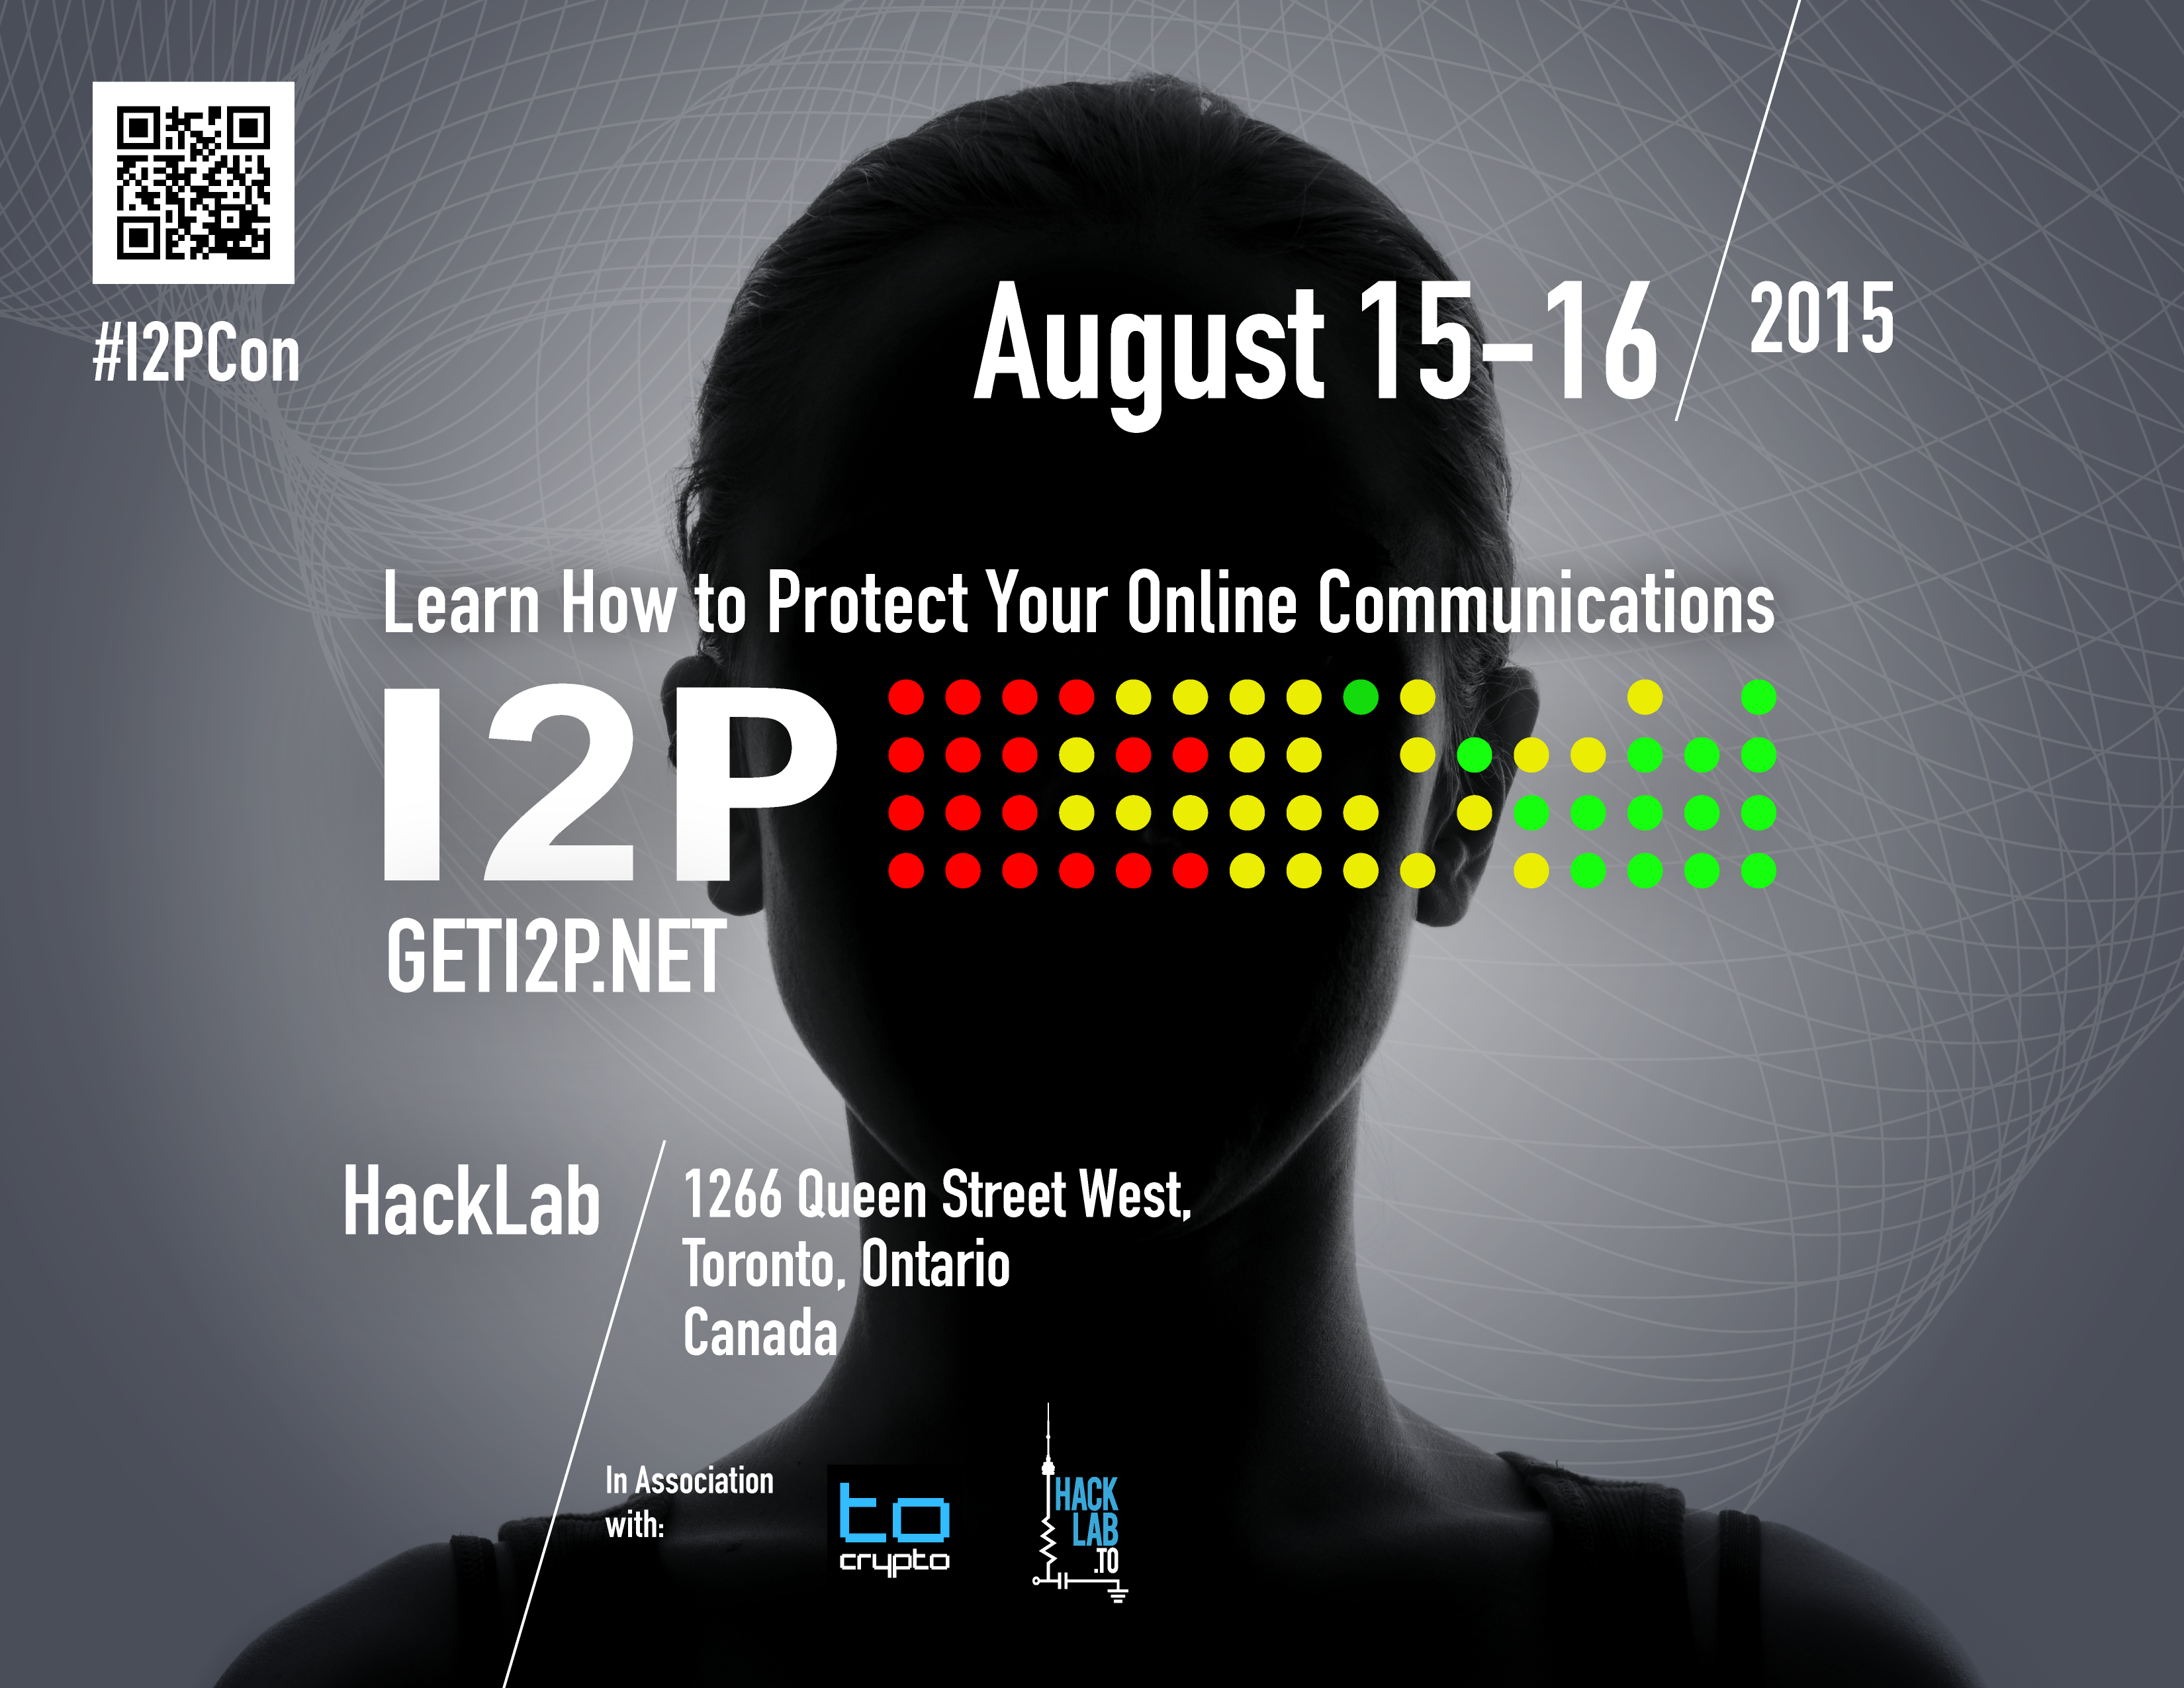 #I2PCon
August 15-16
2015
Learn How to Protect Your Online Communications
I2P
GETI2P.NET
HackLab
1266 Queen Street West,
Toronto, Ontario
Canada
In Association
with:
to
crypto
HACK
LAB
.TO